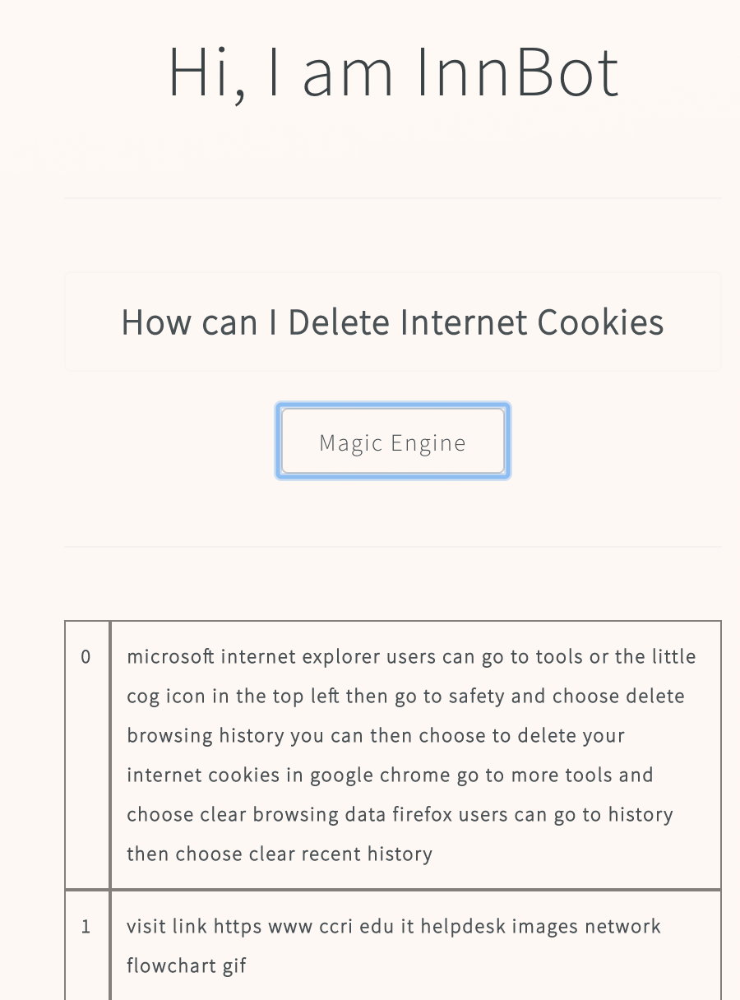 Hi, I am InnBot
How can I Delete Internet Cookies
Magic Engine
0
microsoft internet explorer users can go to tools or the little
cog icon in the top left then go to safety and choose delete
browsing history you can then choose to delete your
internet cookies in google chrome go to more tools and
choose clear browsing data firefox users can go to history
then choose clear recent history
1
visit link https www ccri edu it helpdesk images network
flowchart gif